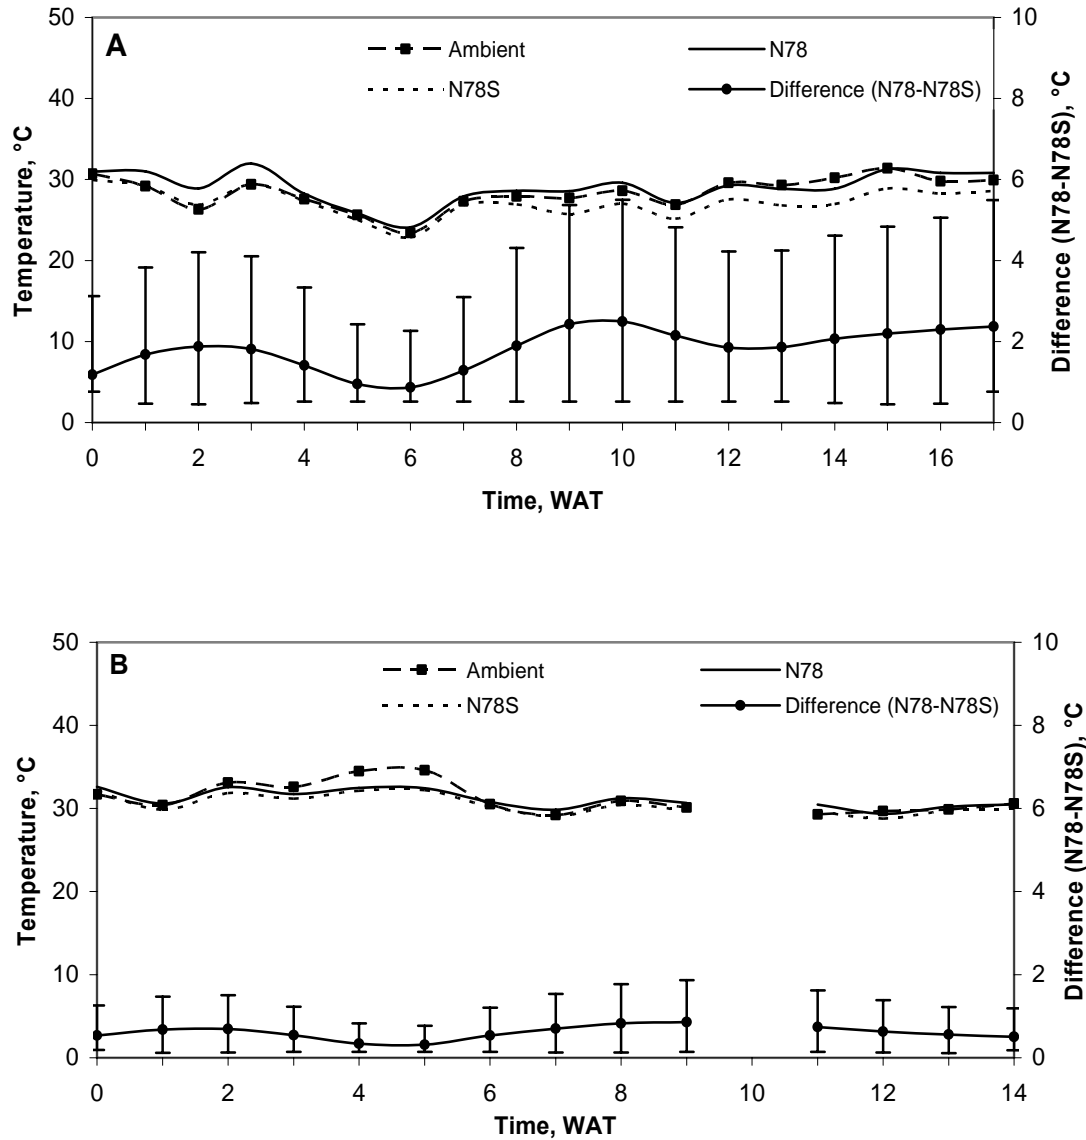 A
Ambient
N78
N78S
Difference (N78-N78S)
50
40
30
20
10
0
Temperature, °C
10
8
6
4
2
0
Difference (N78-N78S), °C
0 2 4 6 8 10 12 14 16
Time, WAT
B
Ambient
N78
N78S
Difference (N78-N78S)
50
40
30
20
10
0
Temperature, °C
10
8
6
4
2
0
Difference (N78-N78S), °C
0 2 4 6 8 10 12 14
Time, WAT